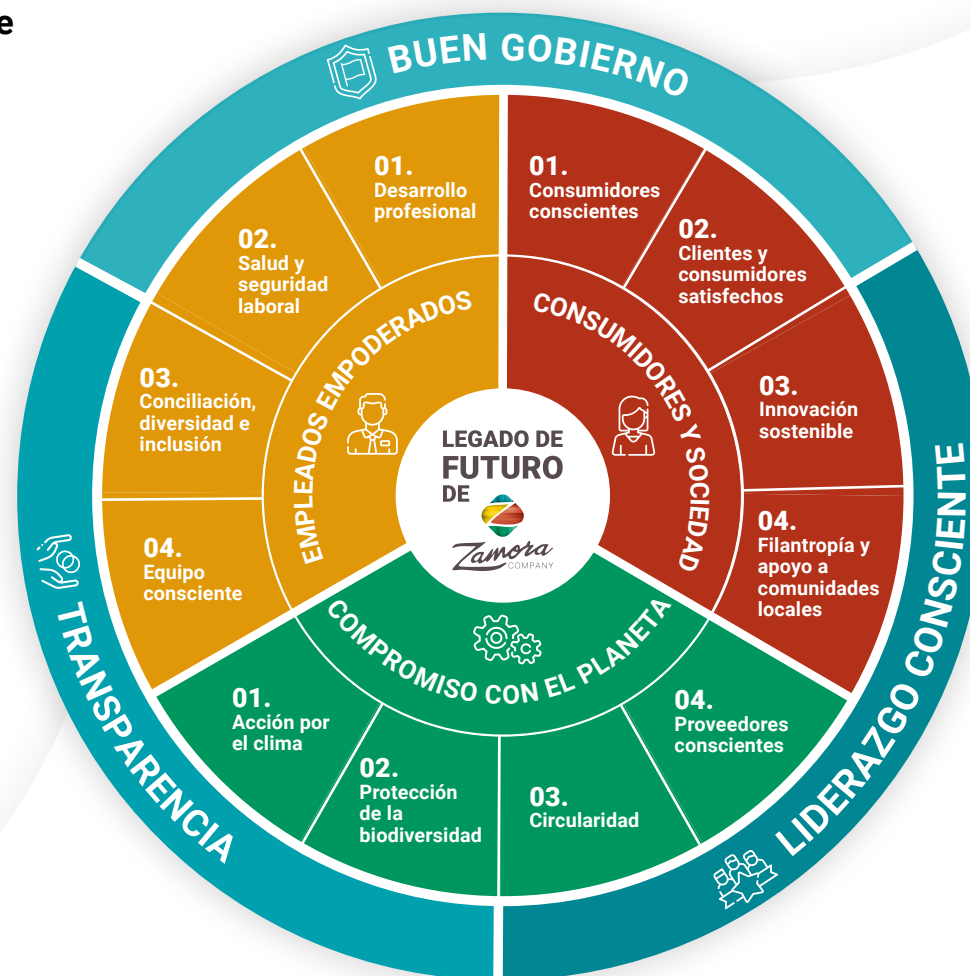 e
BUEN GOBIERNO
01.
Desarrollo
profesional
02.
Salud y
seguridad
laboral
03.
Conciliación,
diversidad e
inclusión
04.
Equipo
consciente
EMPLEADOS EMPODERADOS
01.
Consumidores
conscientes
02.
Clientes y
consumidores
satisfechos
03.
Innovación
sostenible
04.
Filantropía y
apoyo a
comunidades
locales
CONSUMIDORES Y SOCIEDAD
LEGADO DE
FUTURO
DE
Zamora
COMPANY
COMPROMISO CON EL PLANETA
01.
Acción por
el clima
02.
Protección
de la
biodiversidad
03.
Circularidad
04.
Proveedores
conscientes
TRANSPARENCIA
LIDERAZGO CONSCIENTE